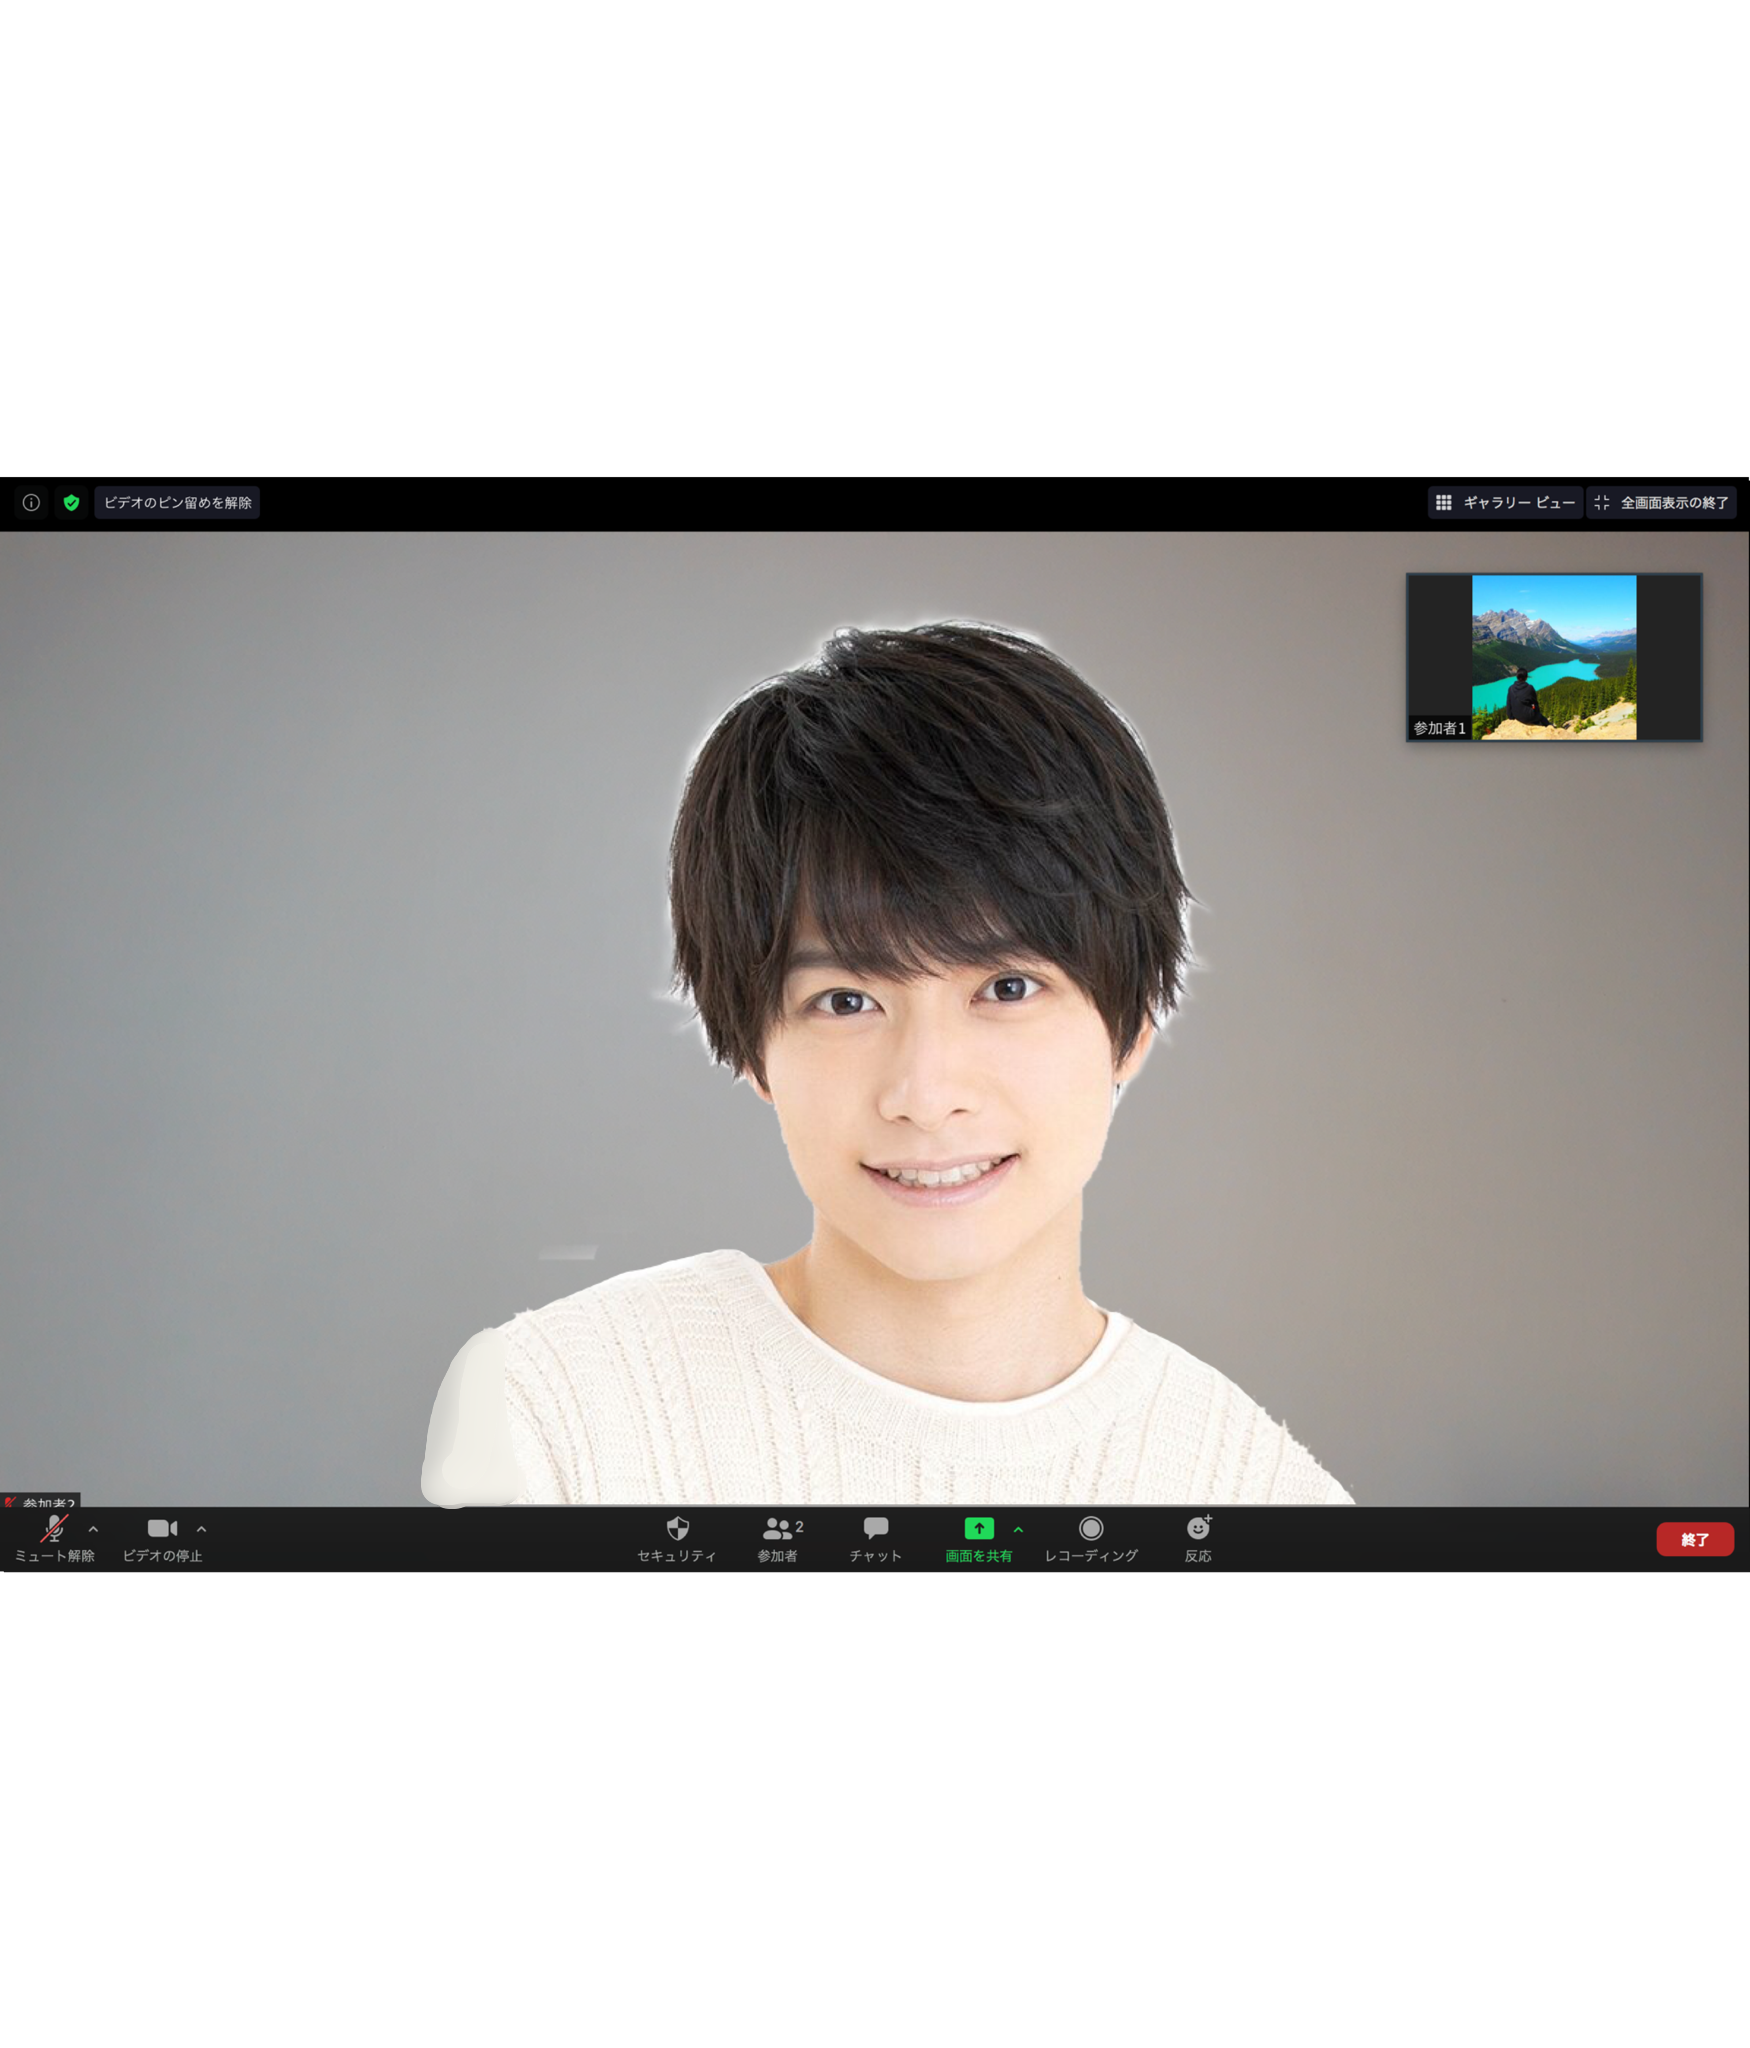 ビデオのピン留めを解除
ギャラリー ビュー
全画面表示の終了
参加者1
参加者2
ミュート解除
ビデオの停止
セキュリティ
参加者
2
チャット
画面を共有
レコーディング
反応
終了